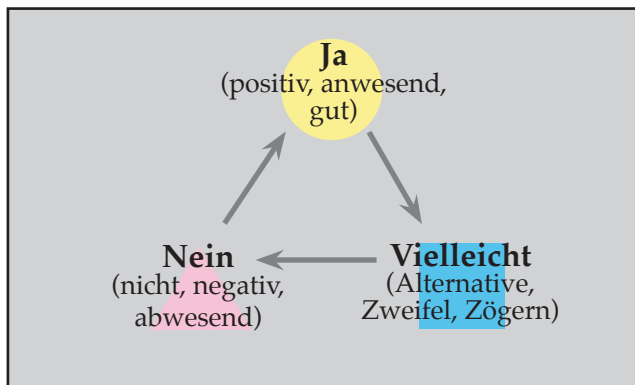 Ja
(positiv, anwesend,
gut)
Nein
(nicht, negativ,
abwesend)
Vielleicht
(Alternative,
Zweifel, Zögern)